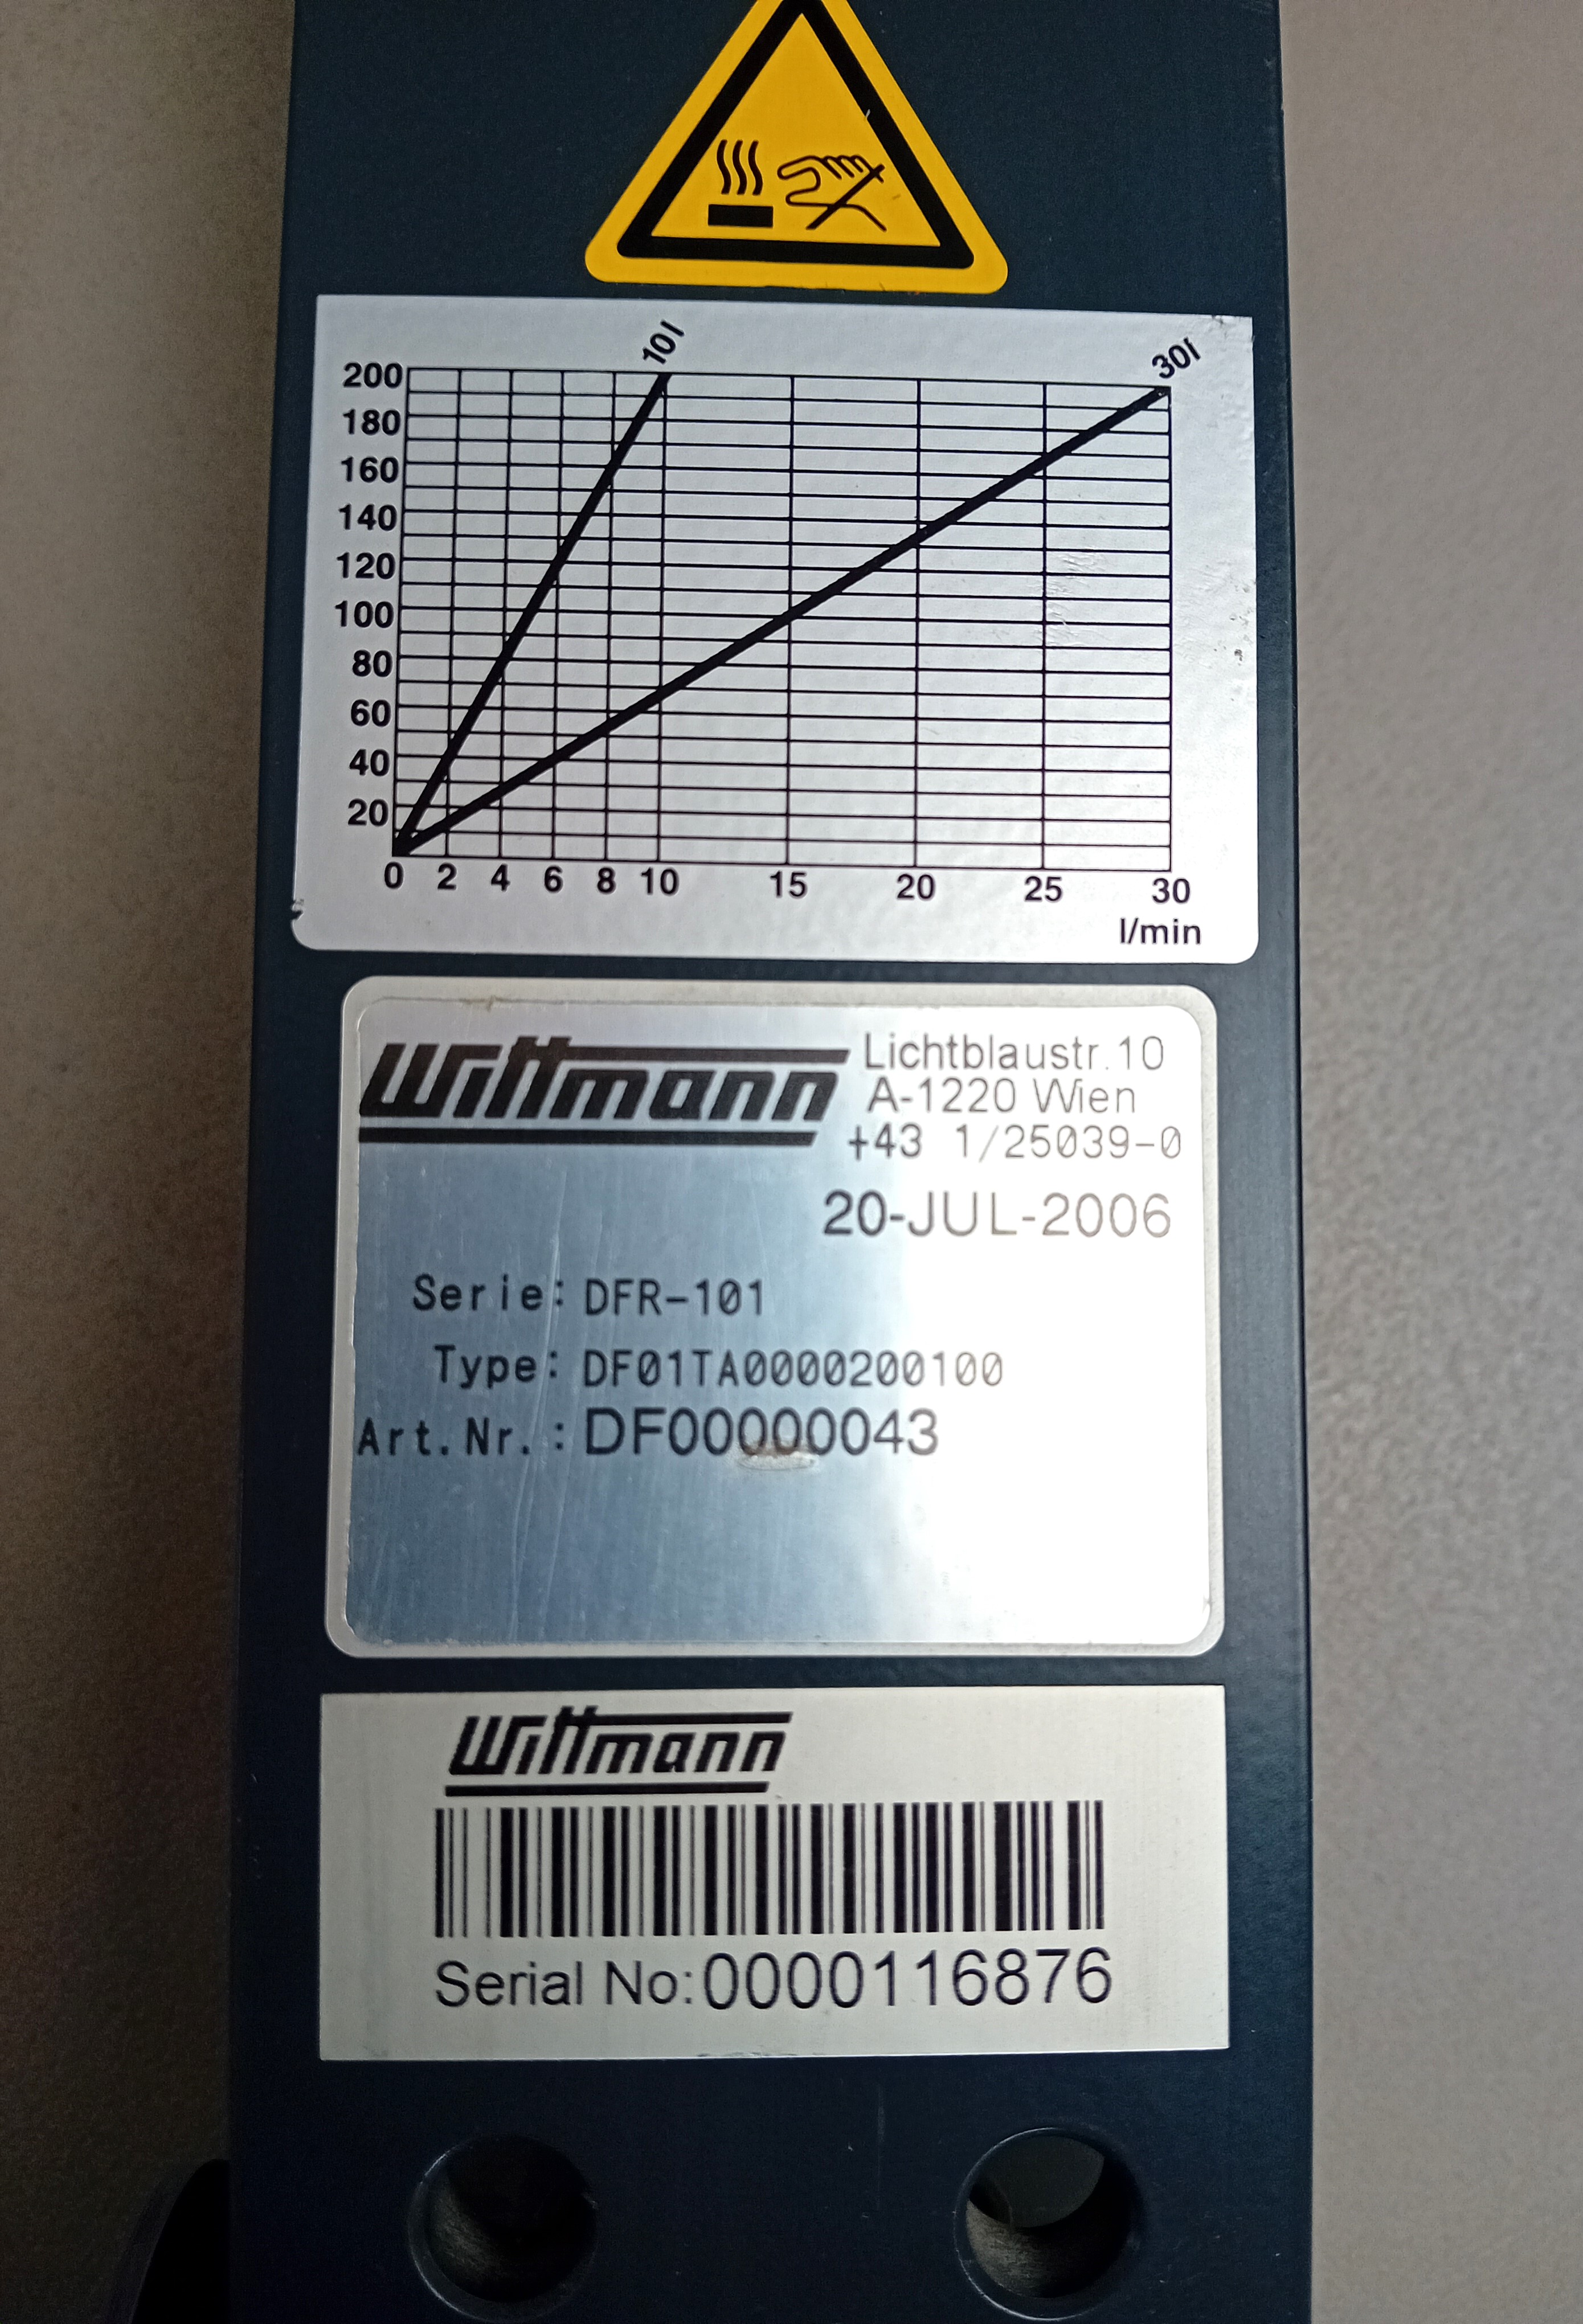 10l 30l
200
180
160
140
120
100
80
60
40
20
0 2 4 6 8 10 15 20 25 30
l/min
Wittmann Lichtblaustr.10
A-1220 Wien
+43 1/25039-0
20-JUL-2006
Serie: DFR-101
Type: DF01TA0000200100
Art.Nr.: DF00000043
Wittmann
Serial No:0000116876